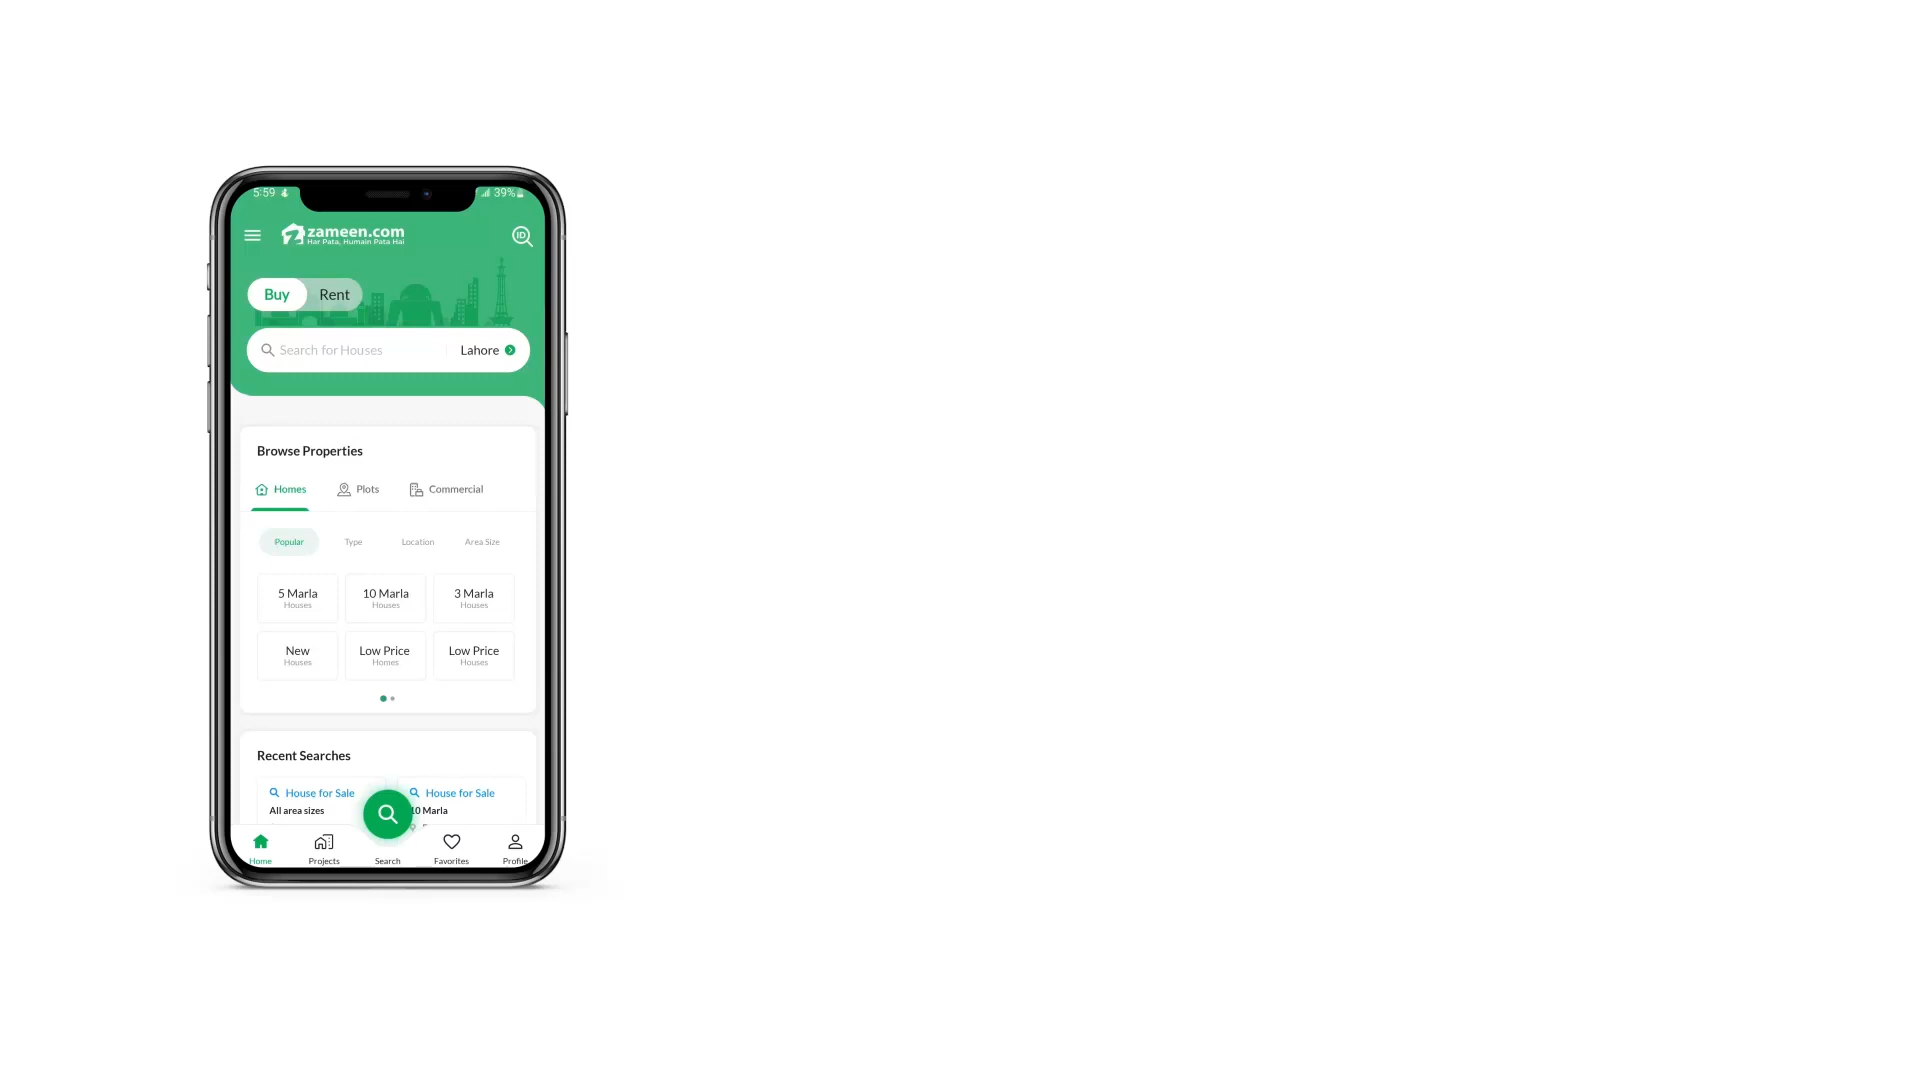 5:59 39%
zameen.com
Har Pata, Humain Pata Hai
ID
Buy Rent
Search for Houses Lahore
Browse Properties
Homes Plots Commercial
Popular Type Location Area Size
5 Marla 10 Marla 3 Marla
Houses Houses Houses
New Low Price Low Price
Houses Homes Houses
Recent Searches
House for Sale House for Sale
All area sizes 10 Marla
Home Projects Search Favorites Profile